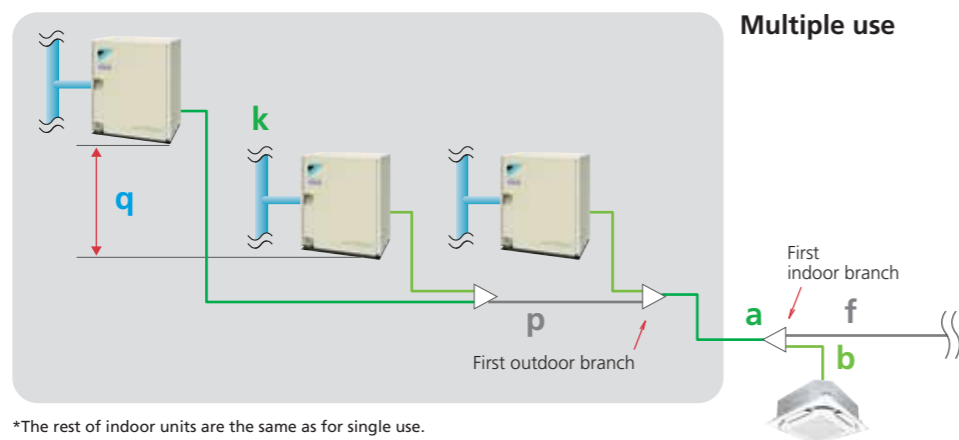 Multiple use
k
q
First
indoor branch
a
f
p
b
First outdoor branch
*The rest of indoor units are the same as for single use.